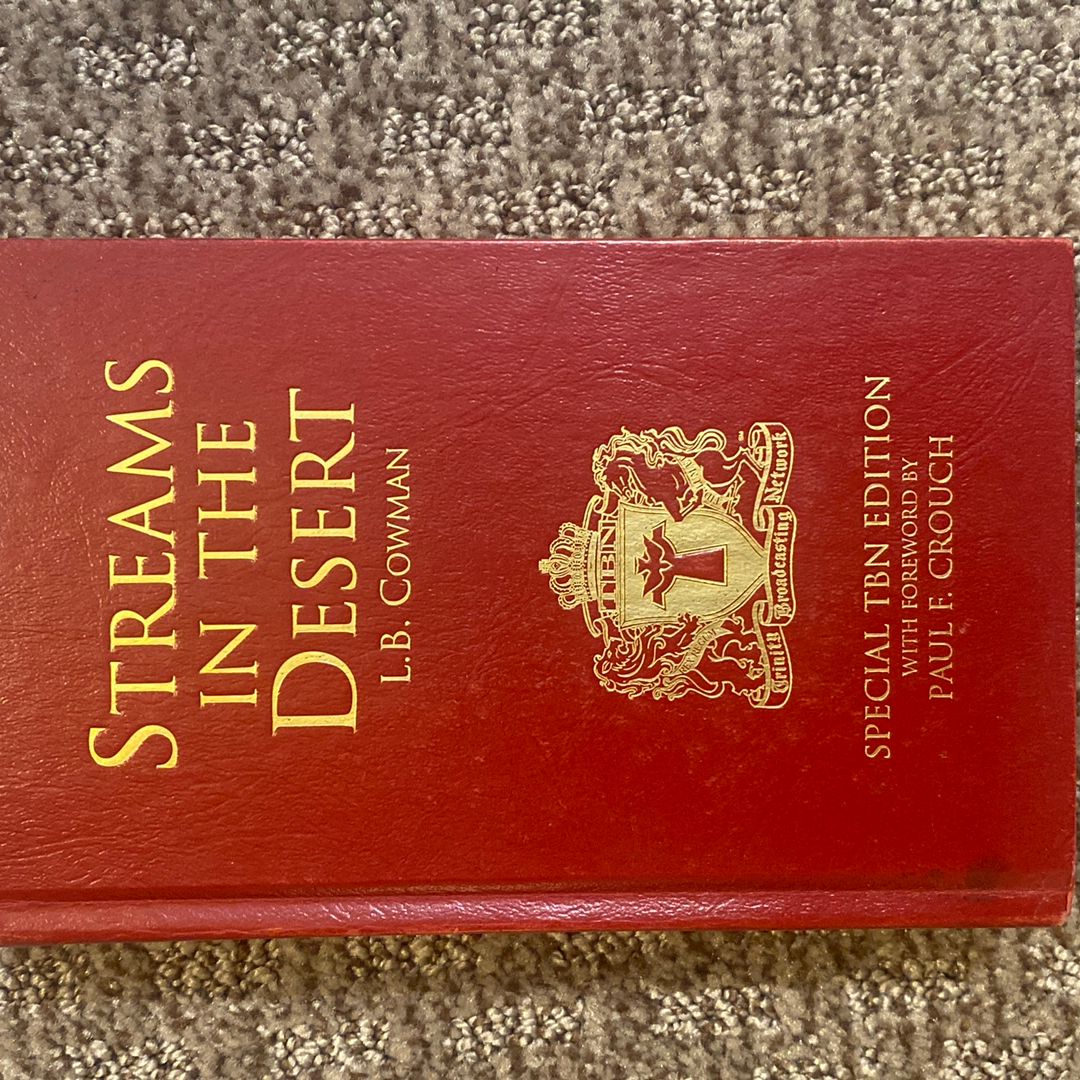 STREAMS
IN THE
DESERT
L.B. COWMAN
TBN
Trinity Broadcasting Network
SPECIAL TBN EDITION
WITH FOREWORD BY
PAUL F. CROUCH